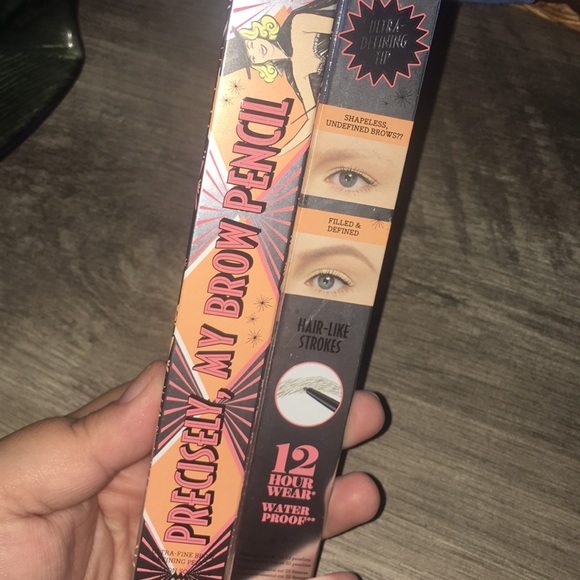 PRECISELY, MY BROW PENCIL
ULTRA-
DEFINING
TIP
SHAPELESS,
UNDEFINED BROWS??
FILLED &
DEFINED
HAIR-LIKE
STROKES
12
HOUR
WEAR*
WATER
PROOF**